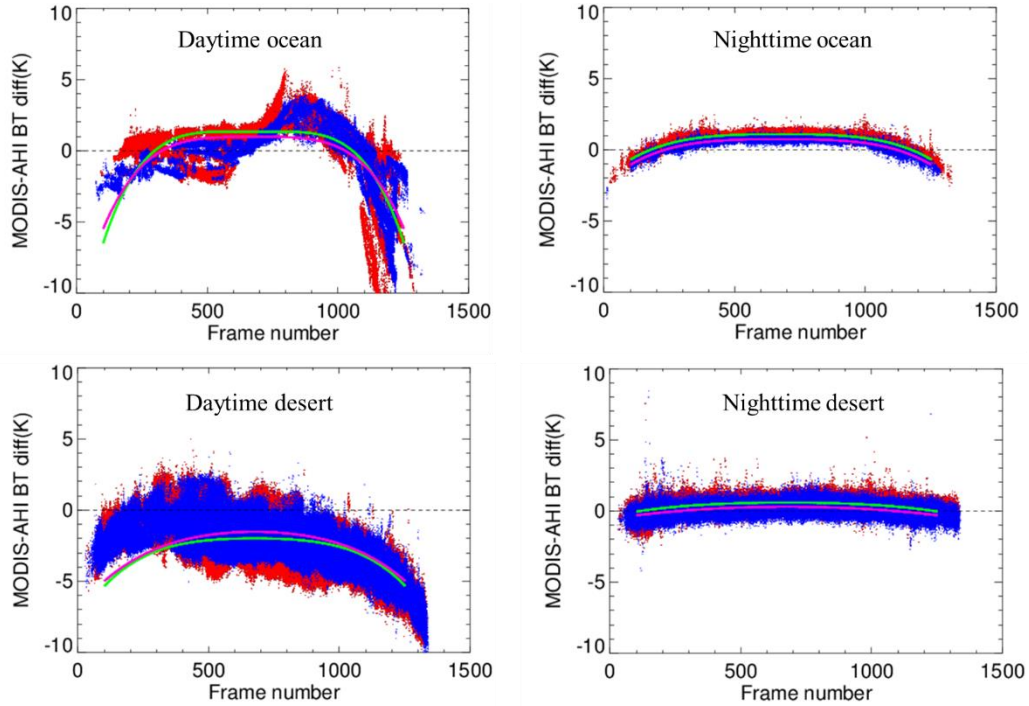 Daytime ocean
MODIS-AHI BT diff(K)
10
5
0
-5
-10
0 500 1000 1500
Frame number
Nighttime ocean
MODIS-AHI BT diff(K)
10
5
0
-5
-10
0 500 1000 1500
Frame number
Daytime desert
MODIS-AHI BT diff(K)
10
5
0
-5
-10
0 500 1000 1500
Frame number
Nighttime desert
MODIS-AHI BT diff(K)
10
5
0
-5
-10
0 500 1000 1500
Frame number